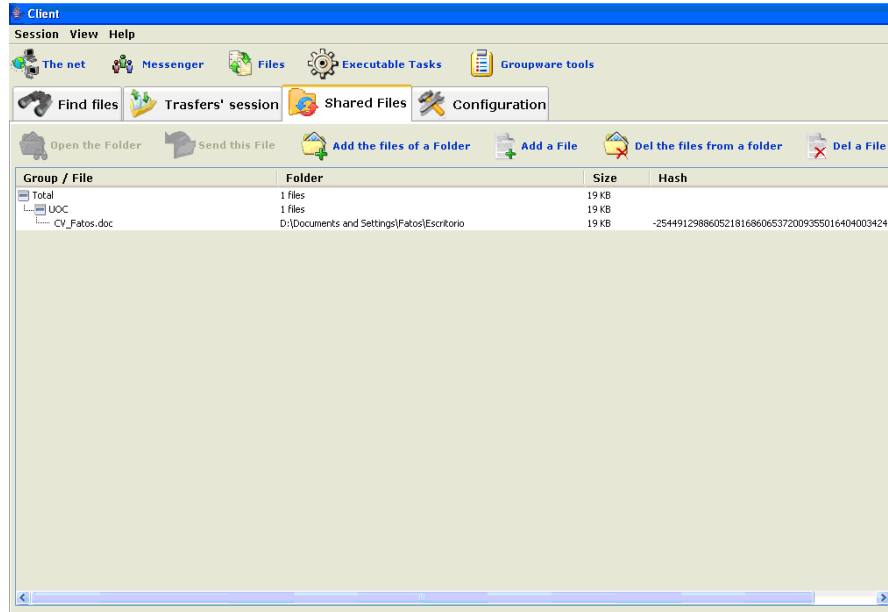 Client
Session View Help
The net Messenger Files Executable Tasks Groupware tools
Find files Trasfers' session Shared Files Configuration
Open the Folder Send this File Add the files of a Folder Add a File Del the files from a folder Del a File
Group / File Folder Size Hash
Total 1 files 19 KB
UOC 1 files 19 KB
CV_Fatos.doc D:\Documents and Settings\Fatos\Escritorio 19 KB -25449129886052181686065372009355016404003424